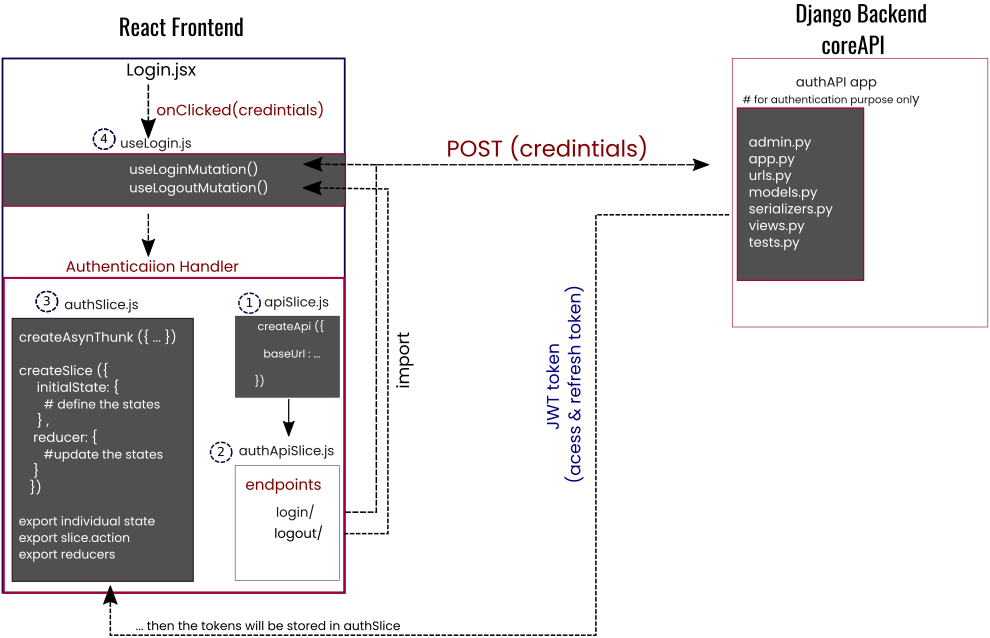 React Frontend
Django Backend
coreAPI
Login.jsx
onClicked(credintials)
4
useLogin.js
useLoginMutation()
useLogoutMutation()
POST (credintials)
authAPI app
# for authentication purpose only
admin.py
app.py
urls.py
models.py
serializers.py
views.py
tests.py
Authenticaiion Handler
3
authSlice.js
createAsynThunk ({ ... })
createSlice ({
initialState: {
# define the states
} ,
reducer: {
#update the states
}
})
export individual state
export slice.action
export reducers
1
apiSlice.js
createApi ({
baseUrl : ...
})
2
authApiSlice.js
endpoints
login/
logout/
import
JWT token
(acess & refresh token)
... then the tokens will be stored in authSlice